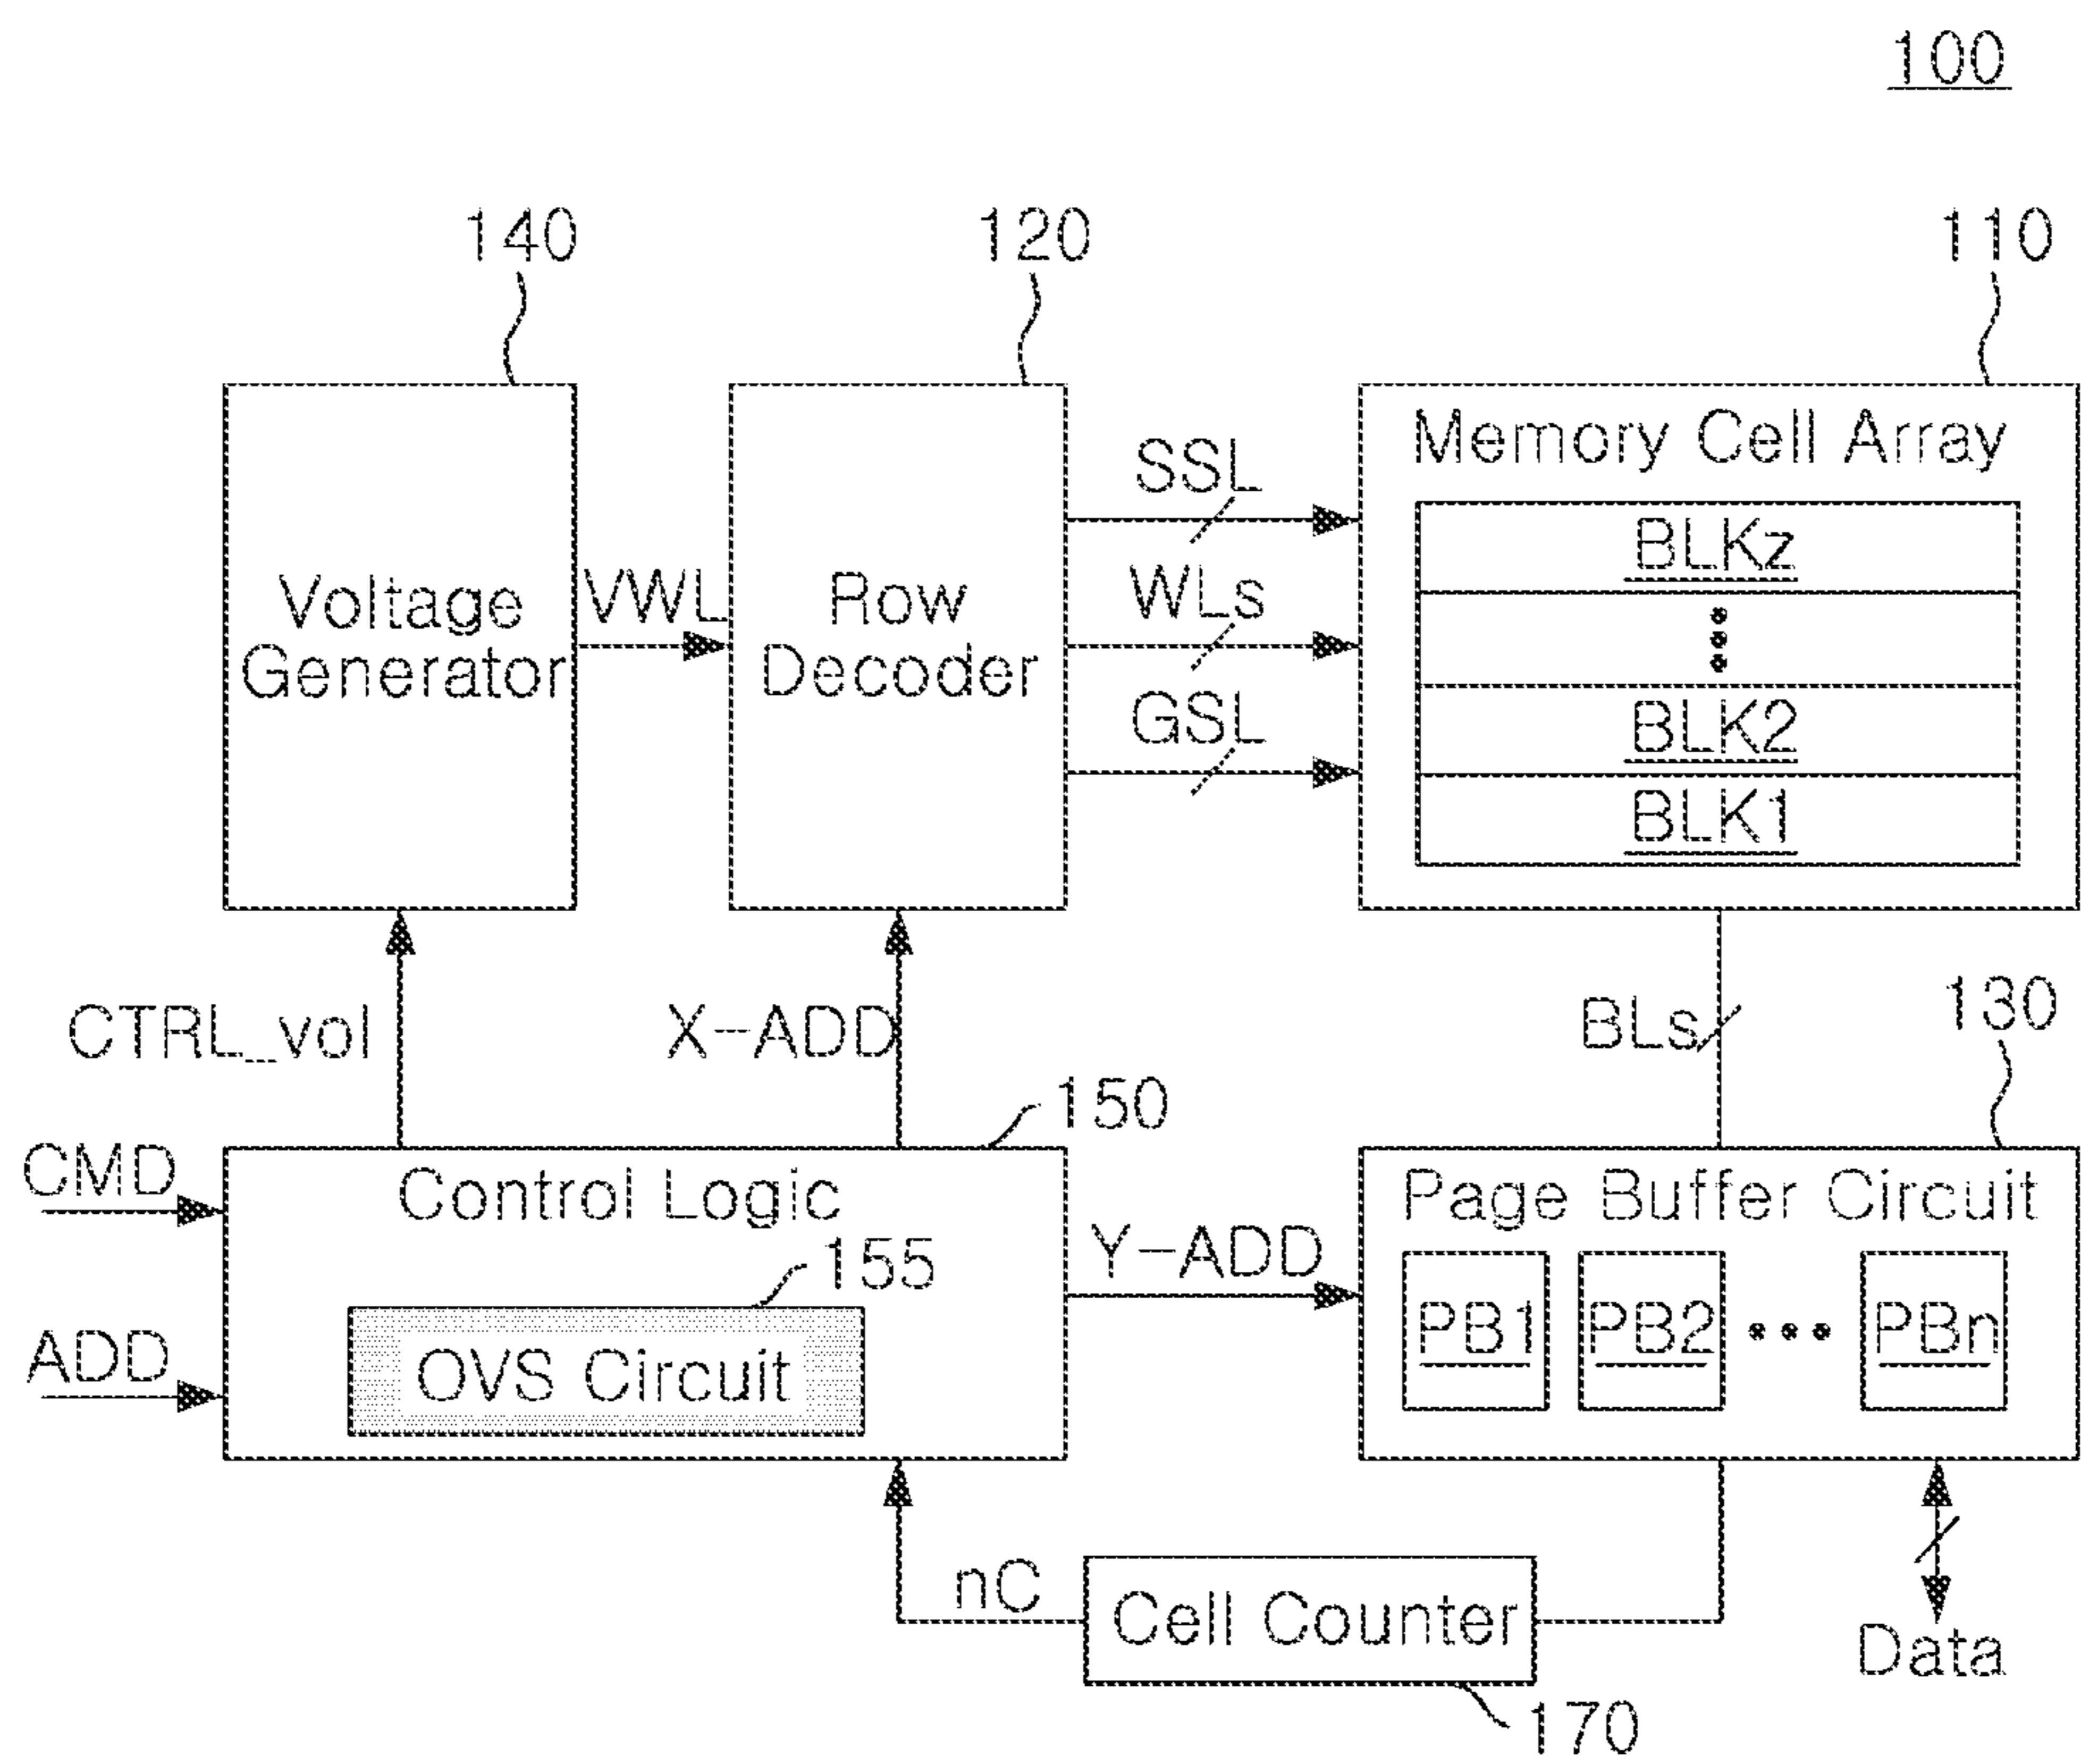 100
140
120
110
Voltage
Generator
VWL
Row
Decoder
SSL
WLs
GSL
Memory Cell Array
BLKz
BLK2
BLK1
CTRL_vol
X-ADD
BLs
130
150
CMD
ADD
Control Logic
155
OVS Circuit
Y-ADD
Page Buffer Circuit
PB1 PB2 ••• PBn
nC
Cell Counter
170
Data